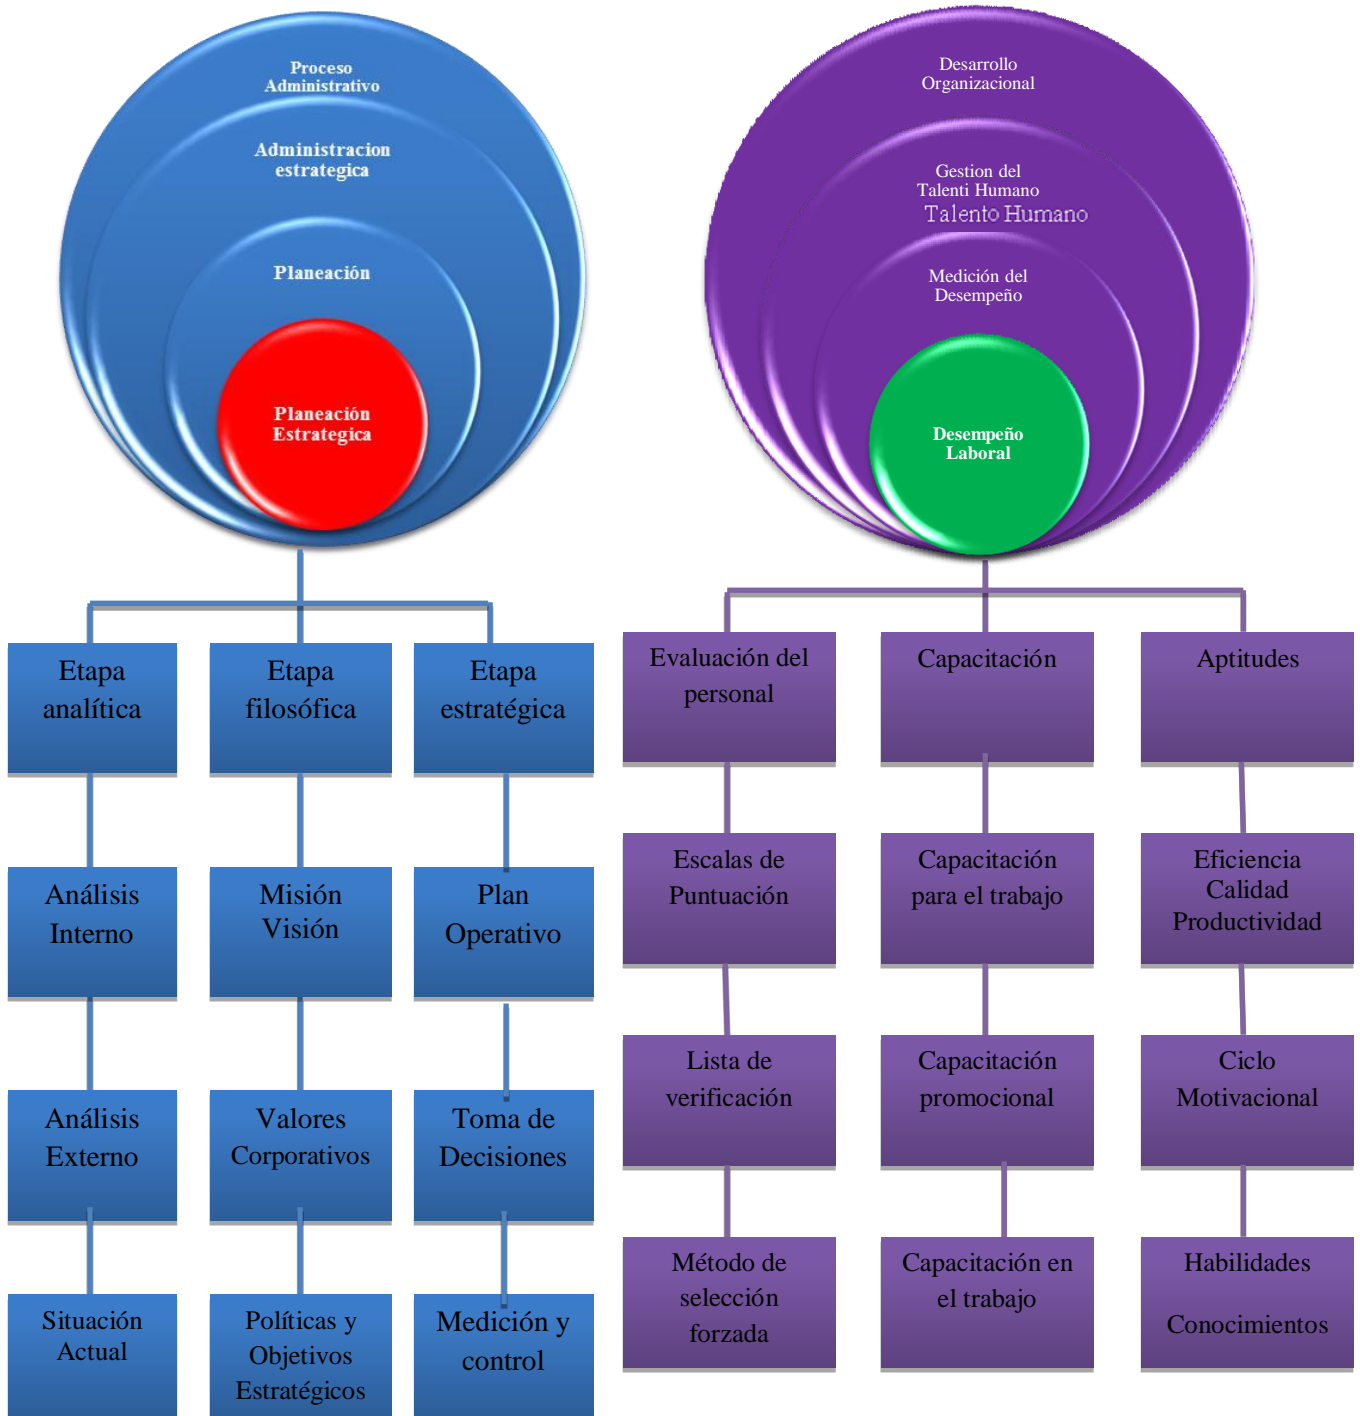 Proceso
Administrativo
Administracion
estrategica
Planeación
Planeación
Estrategica
Desarrollo
Organizacional
Gestion del
Talenti Humano
Talento Humano
Medición del
Desempeño
Desempeño
Laboral
Etapa
analítica
Etapa
filosófica
Etapa
estratégica
Análisis
Interno
Misión
Visión
Plan
Operativo
Análisis
Externo
Valores
Corporativos
Toma de
Decisiones
Situación
Actual
Políticas y
Objetivos
Estratégicos
Medición y
control
Evaluación del
personal
Capacitación
Aptitudes
Escalas de
Puntuación
Capacitación
para el trabajo
Eficiencia
Calidad
Productividad
Lista de
verificación
Capacitación
promocional
Ciclo
Motivacional
Método de
selección
forzada
Capacitación en
el trabajo
Habilidades
Conocimientos